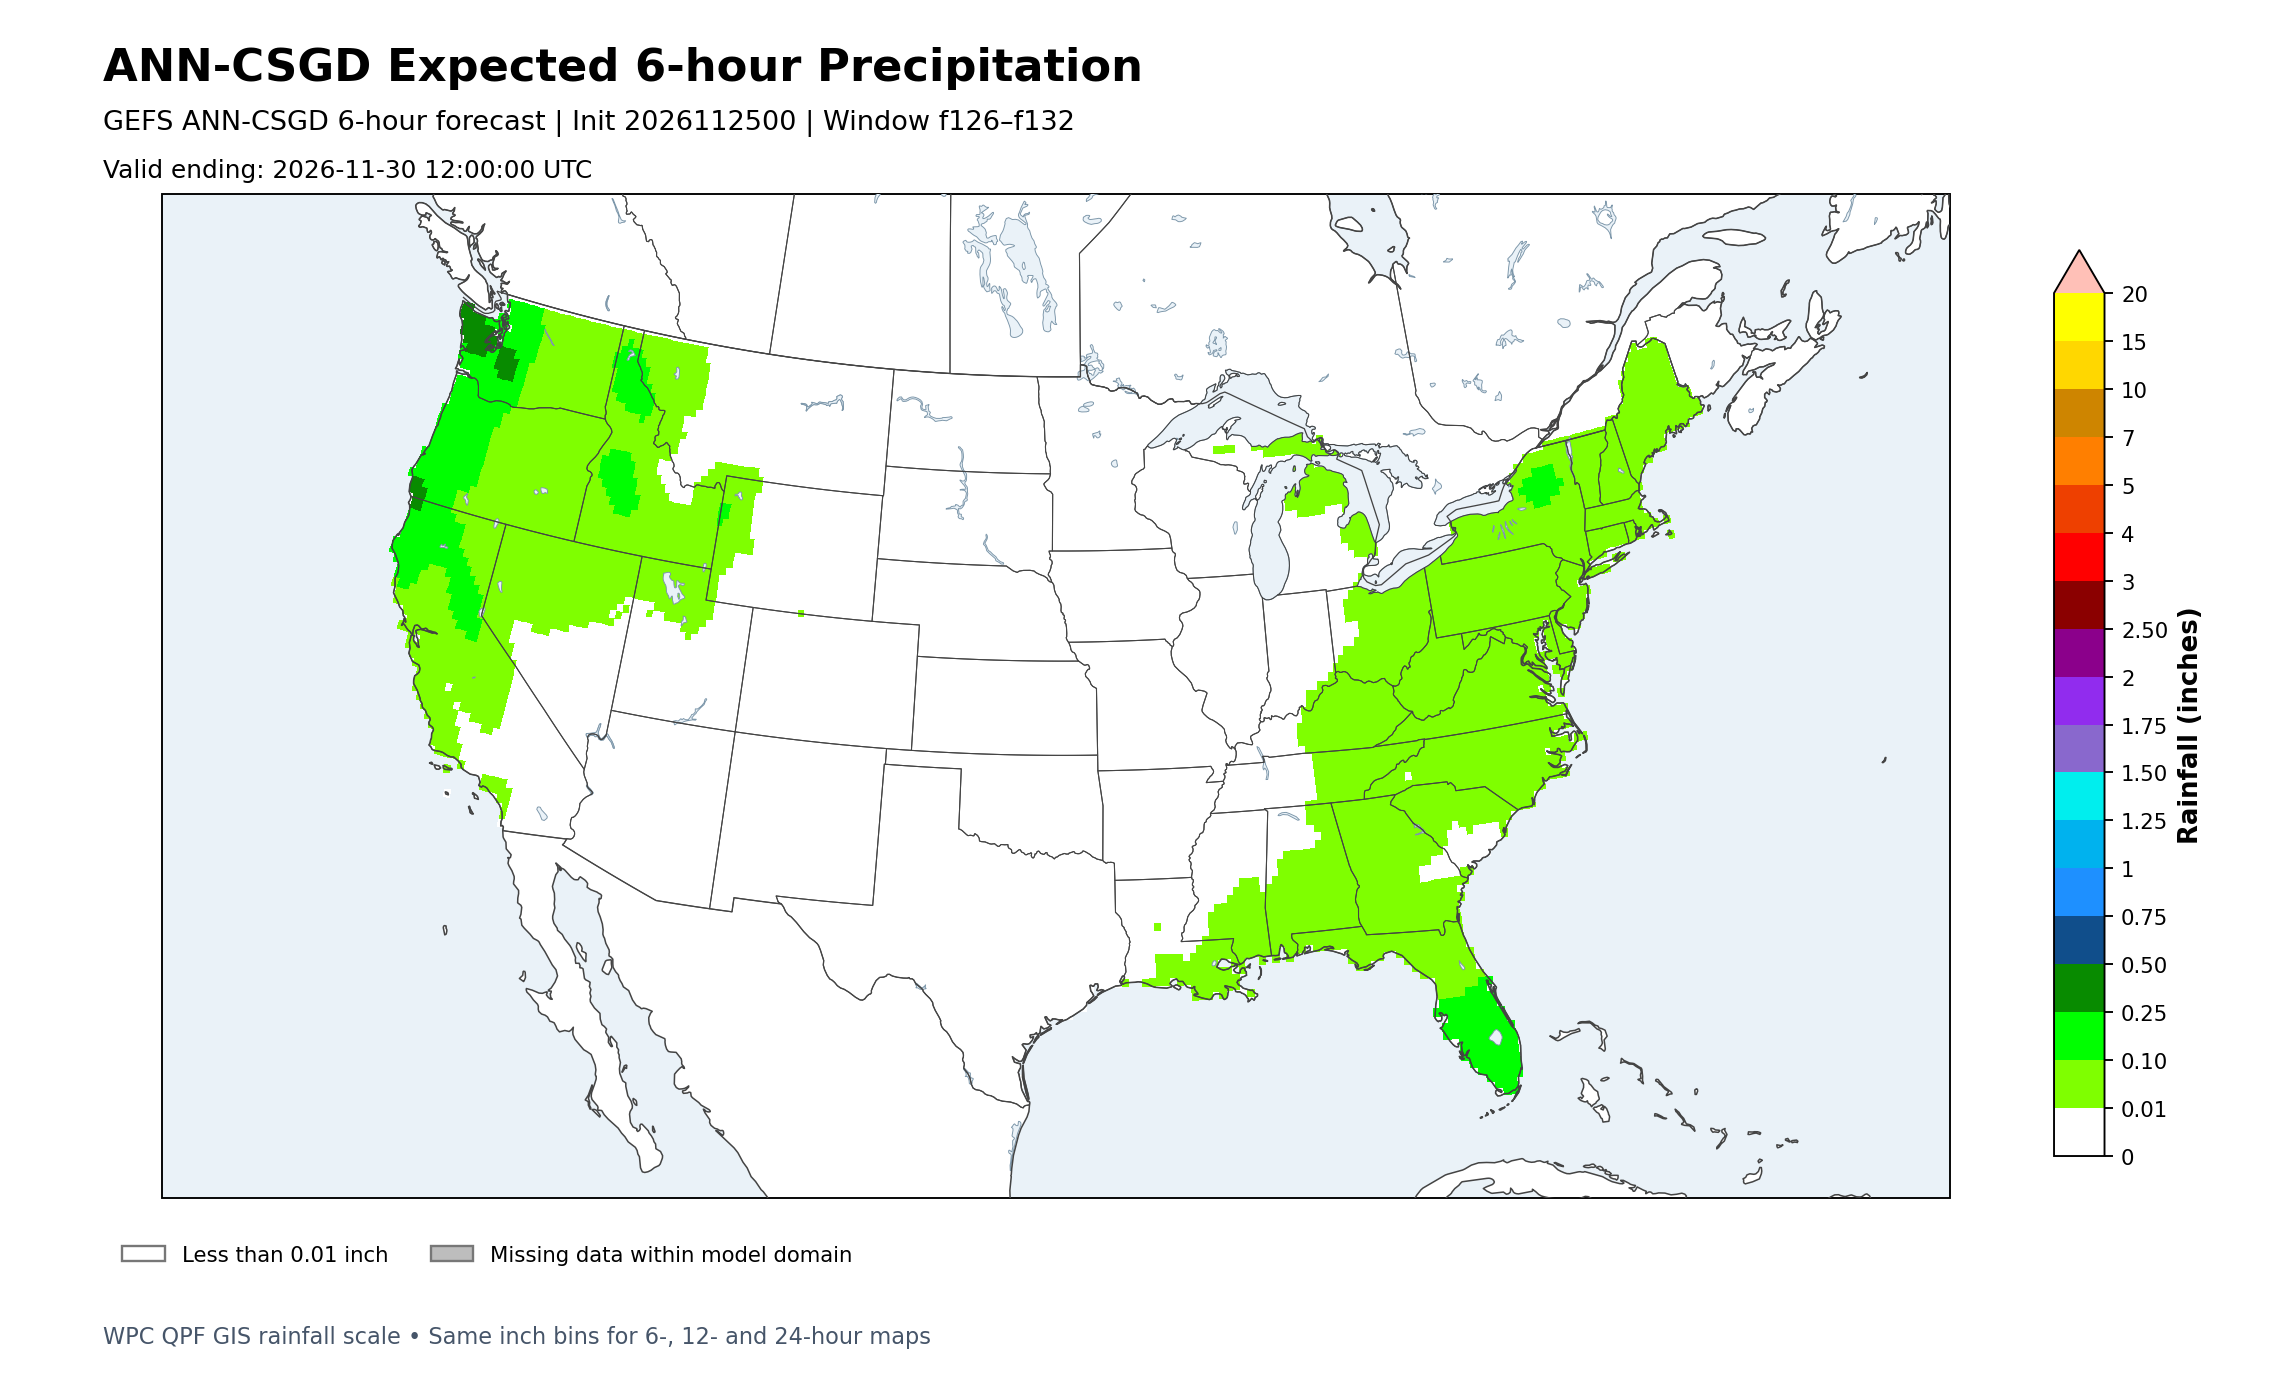 ANN-CSGD Expected 6-hour Precipitation
GEFS ANN-CSGD 6-hour forecast | Init 2026112500 | Window f126–f132
Valid ending: 2026-11-30 12:00:00 UTC
20
15
10
7
5
4
3
2.50
2
1.75
1.50
1.25
1
0.75
0.50
0.25
0.10
0.01
0
Rainfall (inches)
Less than 0.01 inch
Missing data within model domain
WPC QPF GIS rainfall scale • Same inch bins for 6-, 12- and 24-hour maps